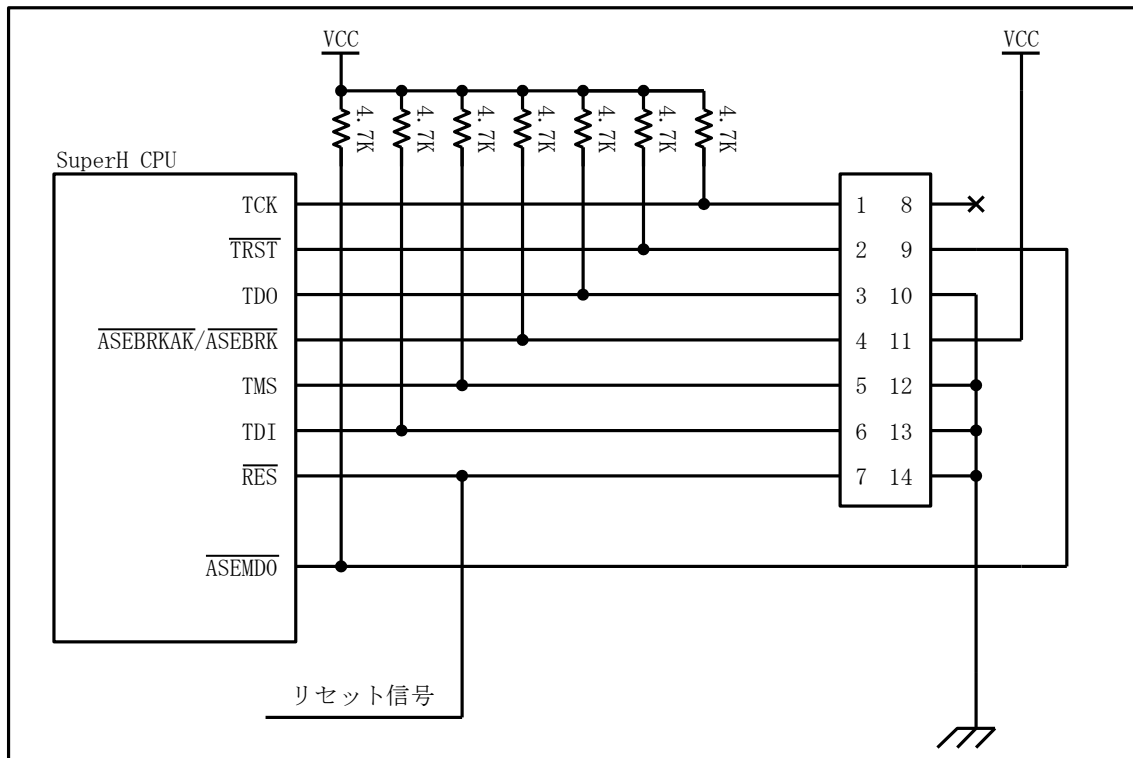 VCC
VCC
4.7K
4.7K
4.7K
4.7K
4.7K
4.7K
4.7K
SuperH CPU
TCK
1
8
TRST
2
9
TDO
3
10
ASEBRKAK/ASEBRK
4
11
TMS
5
12
TDI
6
13
RES
7
14
ASEMDO
リセット信号